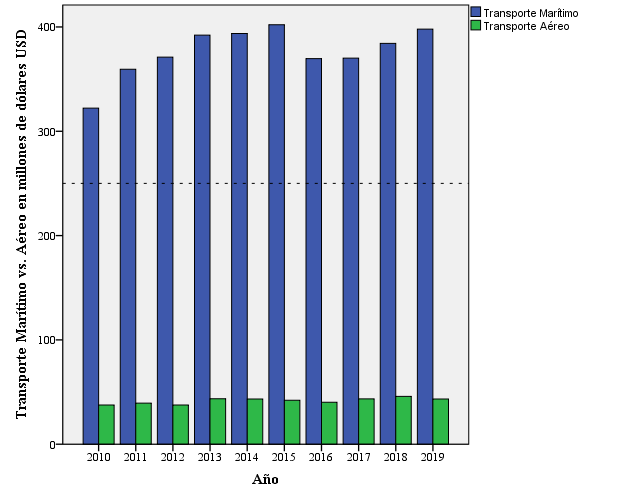 Transporte Marítimo
Transporte Aéreo
Transporte Marítimo vs. Aéreo en millones de dólares USD
400
300
200
100
0
2010 2011 2012 2013 2014 2015 2016 2017 2018 2019
Año